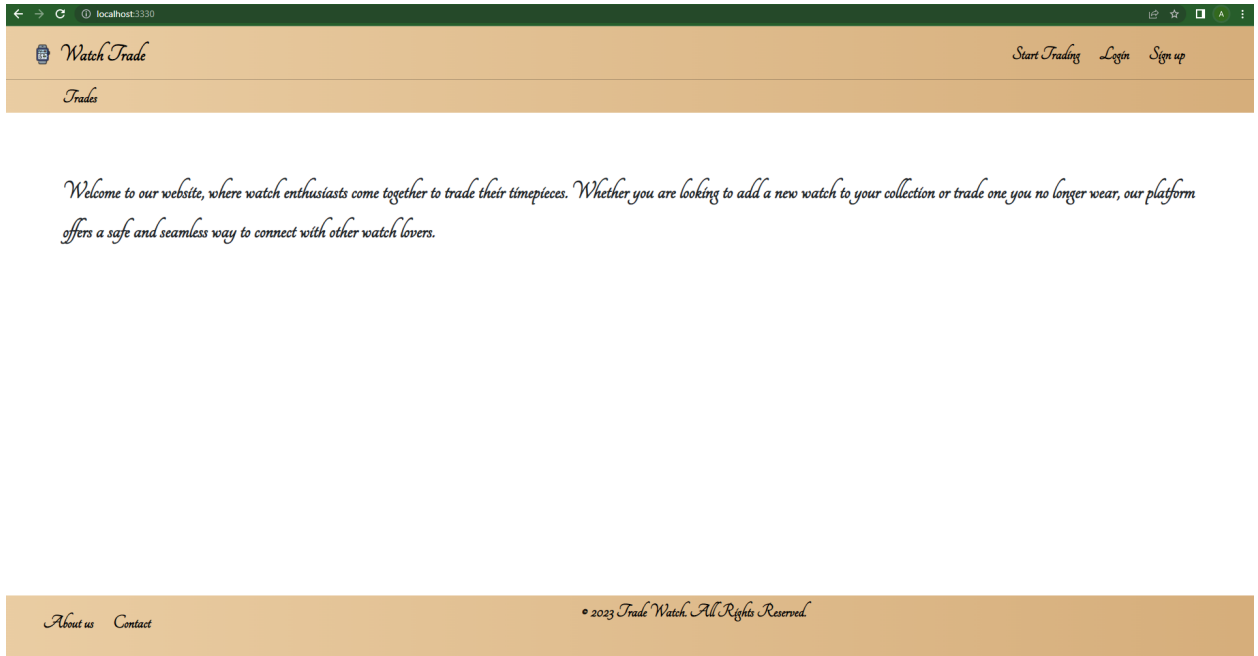 localhost:3330
A
Watch Trade
Start Trading Login Sign up
Trades
Welcome to our website, where watch enthusiasts come together to trade their timepieces. Whether you are looking to add a new watch to your collection or trade one you no longer wear, our platform
offers a safe and seamless way to connect with other watch lovers.
© 2023 Trade Watch. All Rights Reserved.
About us Contact